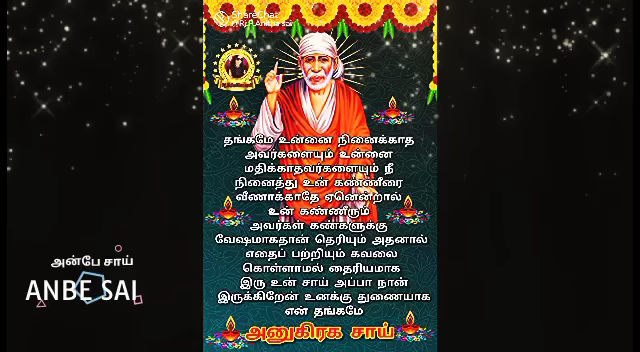 ShareChat
தங்கமே உன்னை நினைக்காத
அவர்களையும் உன்னை
மதிக்காதவர்களையும் நீ
நினைத்து உன் கண்ணீரை
வீணாக்காதே ஏனென்றால்
உன் கண்ணீரும்
அவர்கள் கண்களுக்கு
வேஷமாகதான் தெரியும் அதனால்
எதைப் பற்றியும் கவலை
கொள்ளாமல் தைரியமாக
இரு உன் சாய் அப்பா நான்
இருக்கிறேன் உனக்கு துணையாக
என் தங்கமே
அனுகிரக சாய்
அன்பே சாய்
ANBE SAI